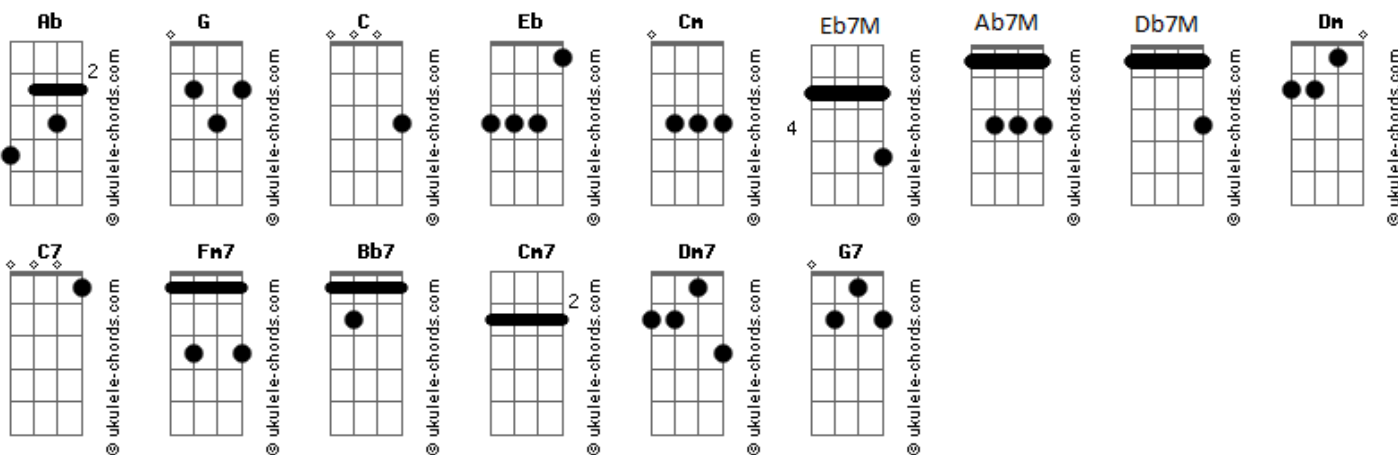 Ab G C Eb Cm Eb7M Ab7M Db7M Dm
2
4
© ukulele-chords.com © ukulele-chords.com © ukulele-chords.com © ukulele-chords.com © ukulele-chords.com © ukulele-chords.com © ukulele-chords.com © ukulele-chords.com © ukulele-chords.com
C7 Fm7 Bb7 Cm7 Dm7 G7
2
© ukulele-chords.com © ukulele-chords.com © ukulele-chords.com © ukulele-chords.com © ukulele-chords.com © ukulele-chords.com